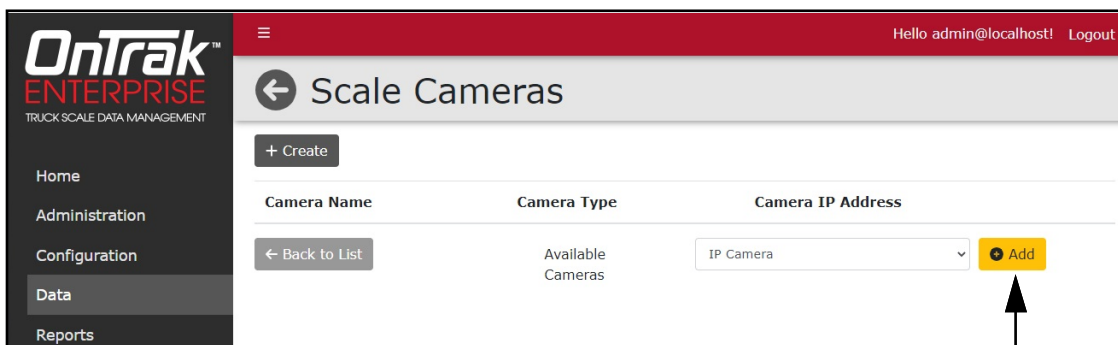 OnTrak™
ENTERPRISE
TRUCK SCALE DATA MANAGEMENT
Home
Administration
Configuration
Data
Reports
Hello admin@localhost! Logout
Scale Cameras
+ Create
Camera Name Camera Type Camera IP Address
← Back to List Available Cameras IP Camera Add